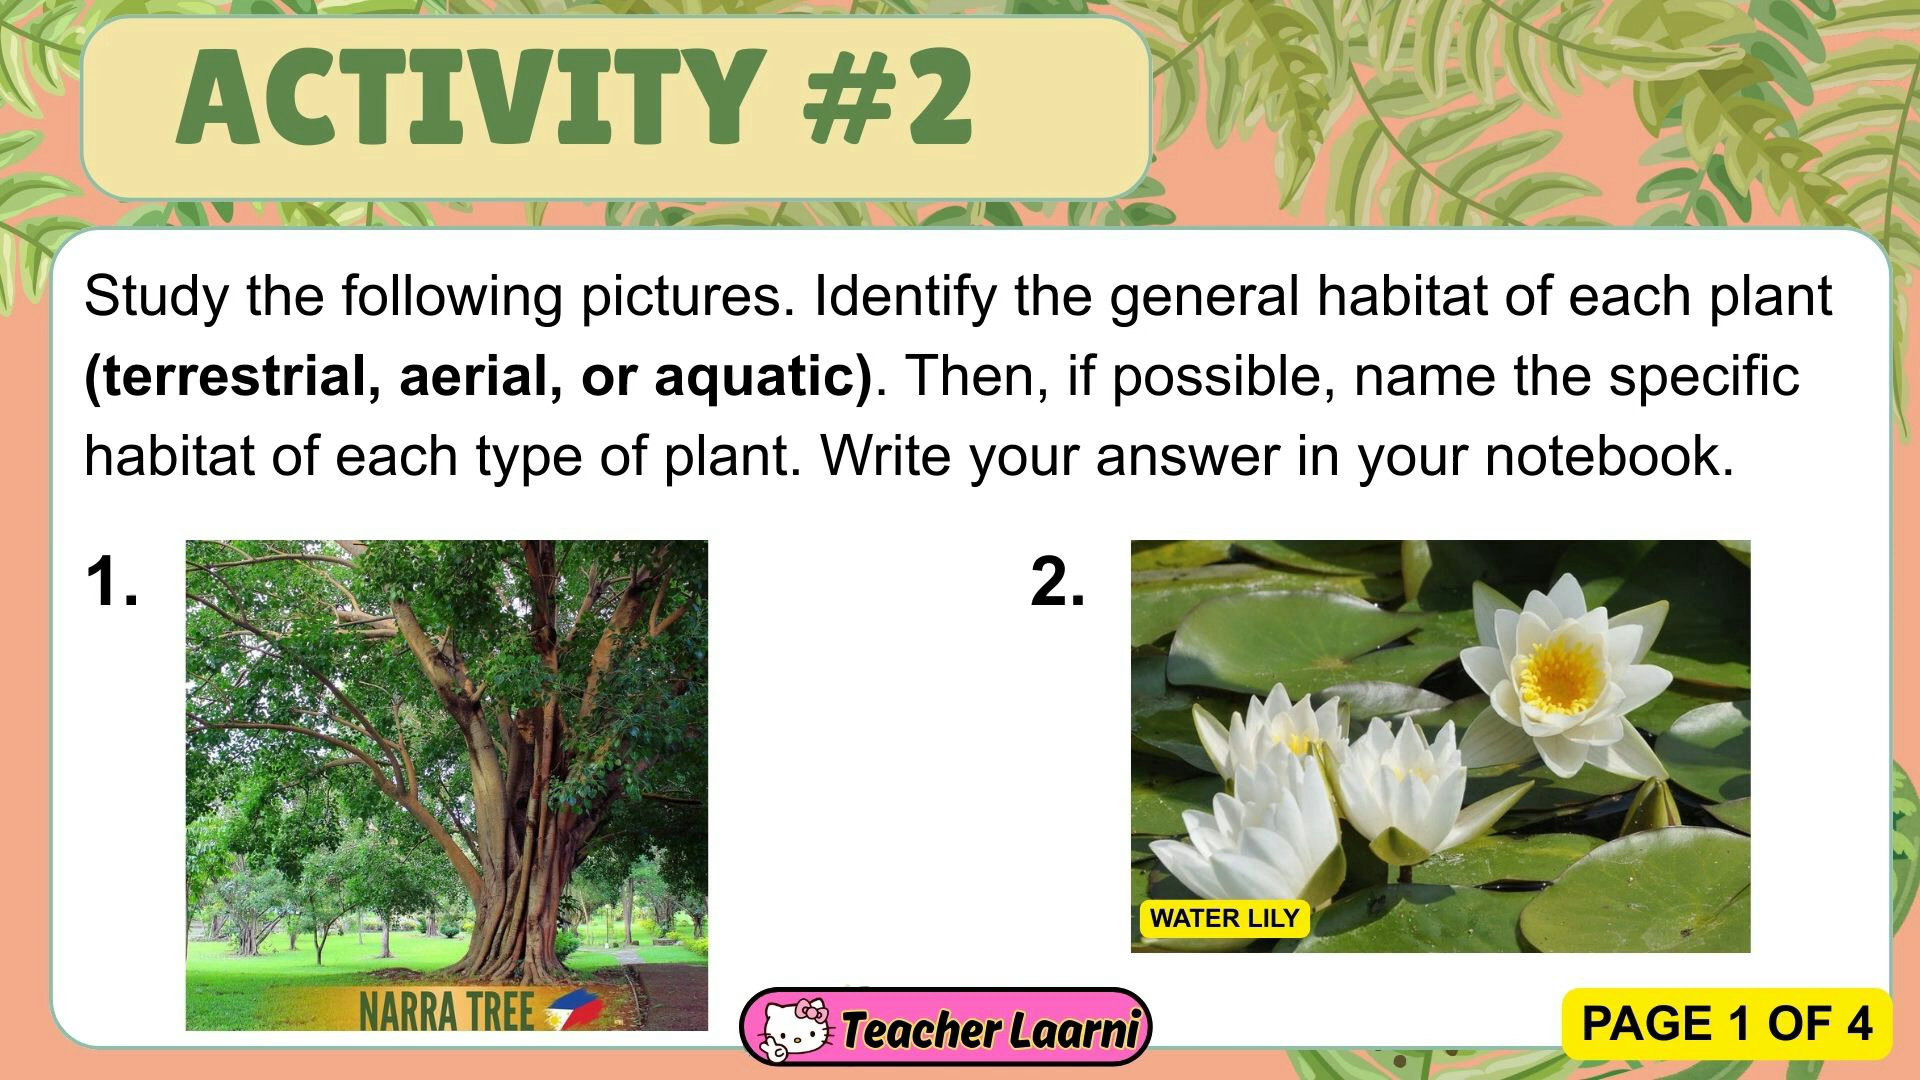 ACTIVITY #2
Study the following pictures. Identify the general habitat of each plant
(terrestrial, aerial, or aquatic). Then, if possible, name the specific
habitat of each type of plant. Write your answer in your notebook.
1.
2.
WATER LILY
NARRA TREE
Teacher Laarni
PAGE 1 OF 4